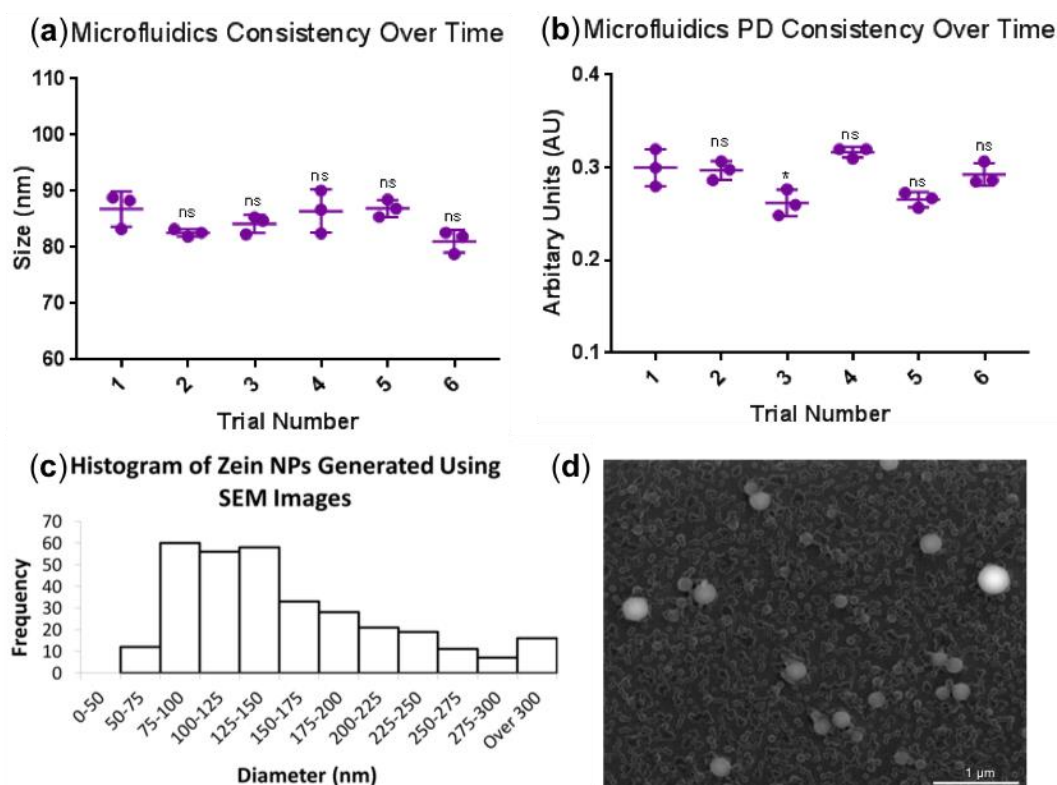 (a) Microfluidics Consistency Over Time
Size (nm)
110
100
90
80
70
60
ns
ns
ns
ns
ns
1
2
3
4
5
6
Trial Number
(b) Microfluidics PD Consistency Over Time
Arbitary Units (AU)
0.4
0.3
0.2
0.1
ns
*
ns
ns
ns
1
2
3
4
5
6
Trial Number
(c) Histogram of Zein NPs Generated Using
SEM Images
Frequency
70
60
50
40
30
20
10
0
0-50
50-75
75-100
100-125
125-150
150-175
175-200
200-225
225-250
250-275
275-300
Over 300
Diameter (nm)
(d)
1 µm